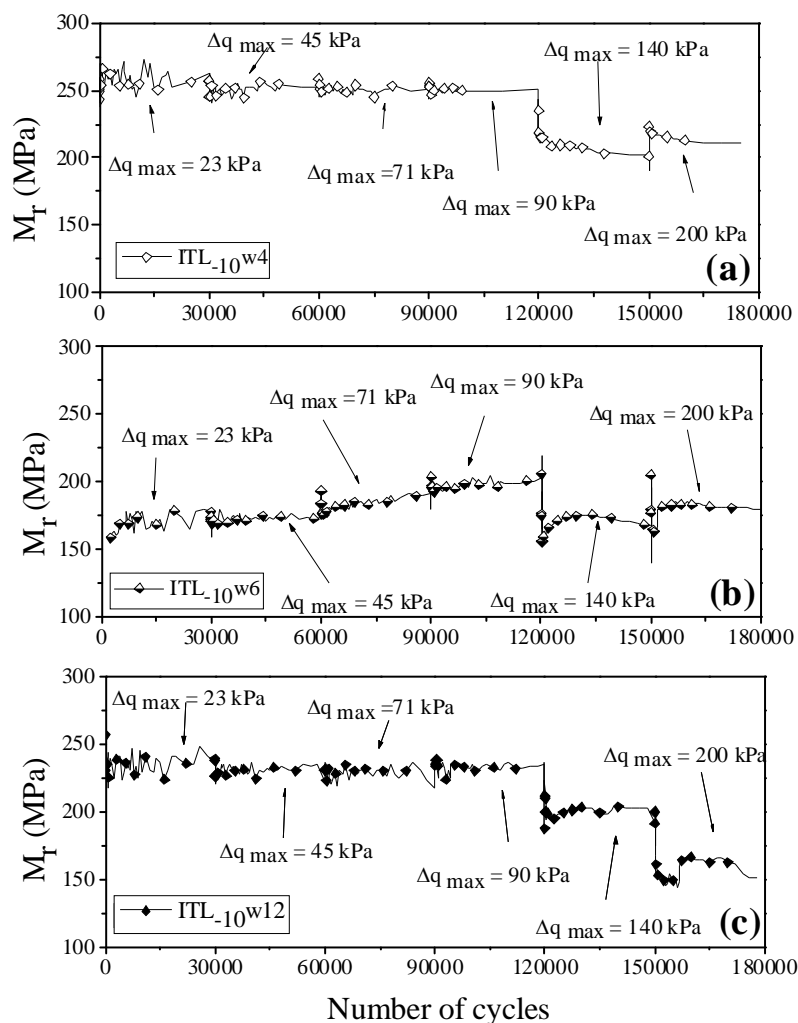 300
Δq max = 45 kPa
Δq max = 140 kPa
250
200
Δq max = 23 kPa
Δq max = 71 kPa
Δq max = 90 kPa
Δq max = 200 kPa
150
ITL-10w4
(a)
100
Mr (MPa)
0 30000 60000 90000 120000 150000 180000
300
Δq max = 90 kPa
Δq max =71 kPa
Δq max = 200 kPa
250
Δq max = 23 kPa
200
150
Δq max = 45 kPa
Δq max = 140 kPa
ITL-10w6
(b)
100
Mr (MPa)
0 30000 60000 90000 120000 150000 180000
300
Δq max = 23 kPa
Δq max =71 kPa
250
Δq max = 200 kPa
200
Δq max = 45 kPa
Δq max = 90 kPa
150
ITL-10w12
Δq max = 140 kPa
(c)
100
Mr (MPa)
0 30000 60000 90000 120000 150000 180000
Number of cycles